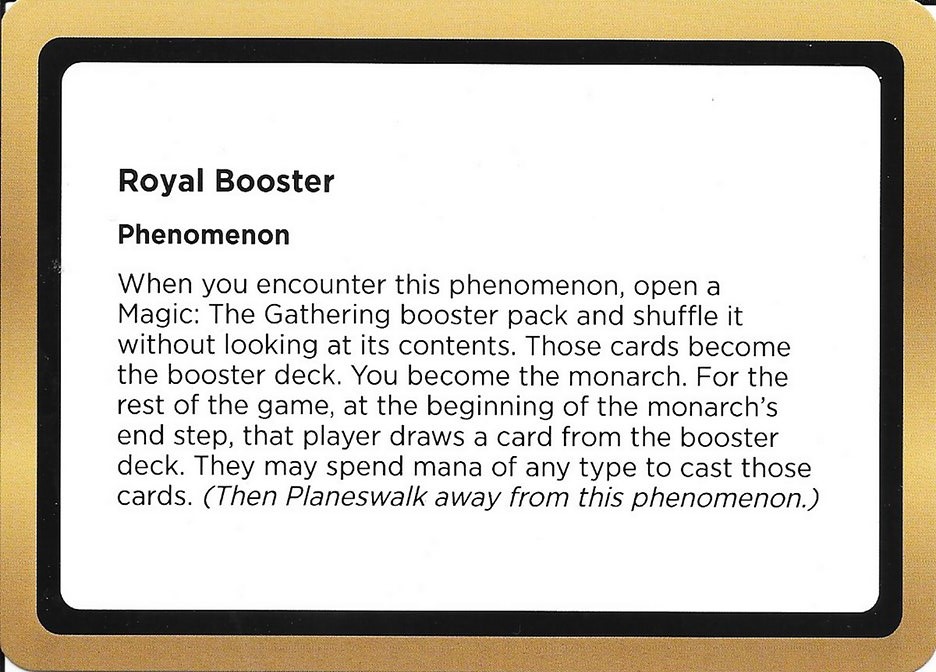 Royal Booster
Phenomenon
When you encounter this phenomenon, open a
Magic: The Gathering booster pack and shuffle it
without looking at its contents. Those cards become
the booster deck. You become the monarch. For the
rest of the game, at the beginning of the monarch's
end step, that player draws a card from the booster
deck. They may spend mana of any type to cast those
cards. (Then Planeswalk away from this phenomenon.)